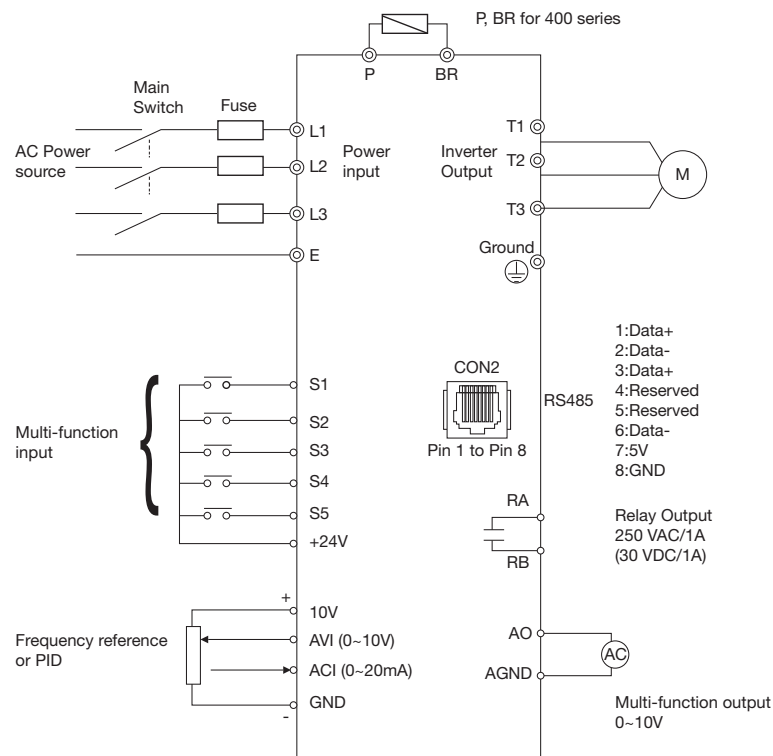 P, BR for 400 series
P
BR
Main
Switch
Fuse
AC Power
source
L1
L2
L3
E
Power
input
Inverter
Output
T1
T2
T3
M
Ground
Multi-function
input
S1
S2
S3
S4
S5
+24V
CON2
Pin 1 to Pin 8
RS485
1:Data+
2:Data-
3:Data+
4:Reserved
5:Reserved
6:Data-
7:5V
8:GND
RA
RB
Relay Output
250 VAC/1A
(30 VDC/1A)
Frequency reference
or PID
+
10V
AVI (0~10V)
ACI (0~20mA)
GND
-
AO
AGND
AC
Multi-function output
0~10V